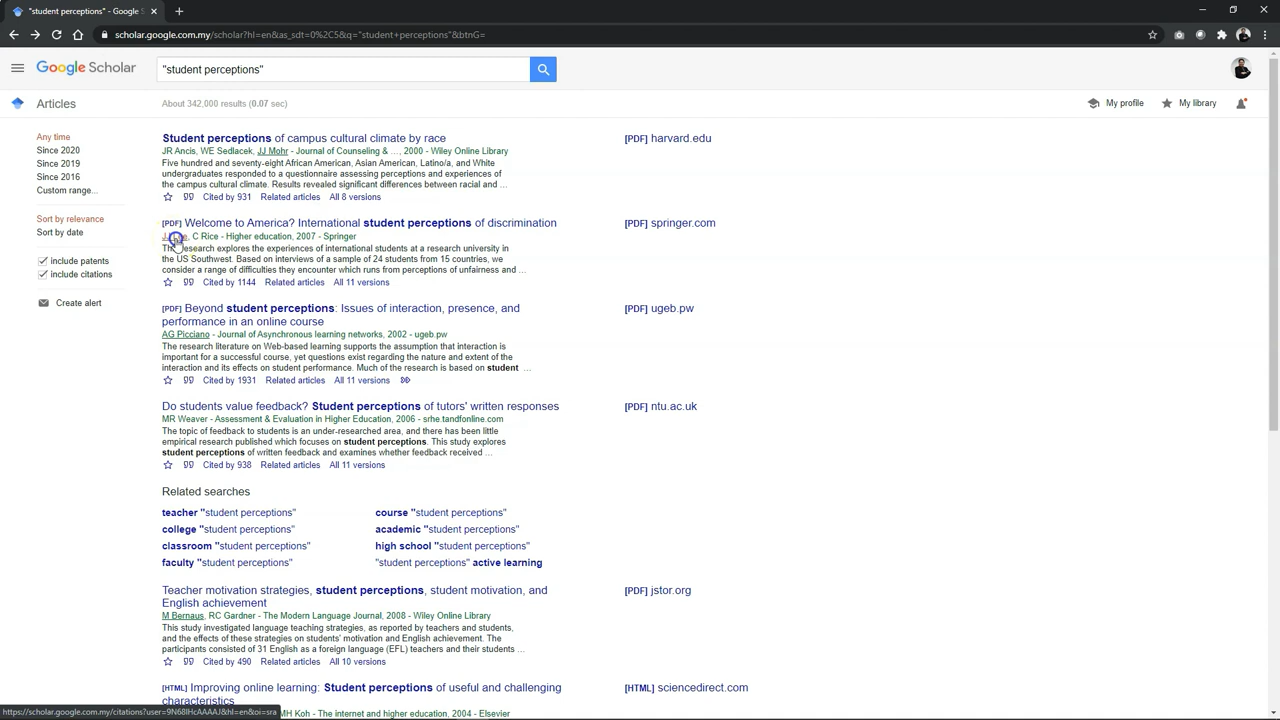 "student perceptions" - Google S
scholar.google.com.my/scholar?hl=en&as_sdt=0%2C5&q="student+perceptions"&btnG=
Google Scholar
"student perceptions"
Articles
About 342,000 results (0.07 sec)
My profile
My library
Any time
Since 2020
Since 2019
Since 2016
Custom range...
Sort by relevance
Sort by date
include patents
include citations
Create alert
Student perceptions of campus cultural climate by race
[PDF] harvard.edu
JR Ancis, WE Sedlacek, JJ Mohr - Journal of Counseling & ..., 2000 - Wiley Online Library
Five hundred and seventy-eight African American, Asian American, Latino/a, and White
undergraduates responded to a questionnaire assessing perceptions and experiences of
the campus cultural climate. Results revealed significant differences between racial and ...
Cited by 931 Related articles All 8 versions
[PDF] Welcome to America? International student perceptions of discrimination
[PDF] springer.com
C Rice - Higher education, 2007 - Springer
The research explores the experiences of international students at a research university in
the US Southwest. Based on interviews of a sample of 24 students from 15 countries, we
consider a range of difficulties they encounter which runs from perceptions of unfairness and ...
Cited by 1144 Related articles All 11 versions
[PDF] Beyond student perceptions: Issues of interaction, presence, and
performance in an online course
[PDF] ugeb.pw
AG Picciano - Journal of Asynchronous learning networks, 2002 - ugeb.pw
The research literature on Web-based learning supports the assumption that interaction is
important for a successful course, yet questions exist regarding the nature and extent of the
interaction and its effects on student performance. Much of the research is based on student ...
Cited by 1931 Related articles All 11 versions
Do students value feedback? Student perceptions of tutors' written responses
[PDF] ntu.ac.uk
MR Weaver - Assessment & Evaluation in Higher Education, 2006 - srhe.tandfonline.com
The topic of feedback to students is an under-researched area, and there has been little
empirical research published which focuses on student perceptions. This study explores
student perceptions of written feedback and examines whether feedback received ...
Cited by 938 Related articles All 11 versions
Related searches
teacher "student perceptions"
course "student perceptions"
college "student perceptions"
academic "student perceptions"
classroom "student perceptions"
high school "student perceptions"
faculty "student perceptions"
"student perceptions" active learning
Teacher motivation strategies, student perceptions, student motivation, and
English achievement
[PDF] jstor.org
M Bernaus, RC Gardner - The Modern Language Journal, 2008 - Wiley Online Library
This study investigated language teaching strategies, as reported by teachers and students,
and the effects of these strategies on students' motivation and English achievement. The
participants consisted of 31 English as a foreign language (EFL) teachers and their students ...
Cited by 490 Related articles All 10 versions
[HTML] Improving online learning: Student perceptions of useful and challenging
characteristics
[HTML] sciencedirect.com
MH Koh - The internet and higher education, 2004 - Elsevier
https://scholar.google.com.my/citations?user=9N68IHcAAAAJ&hl=en&oi=sra